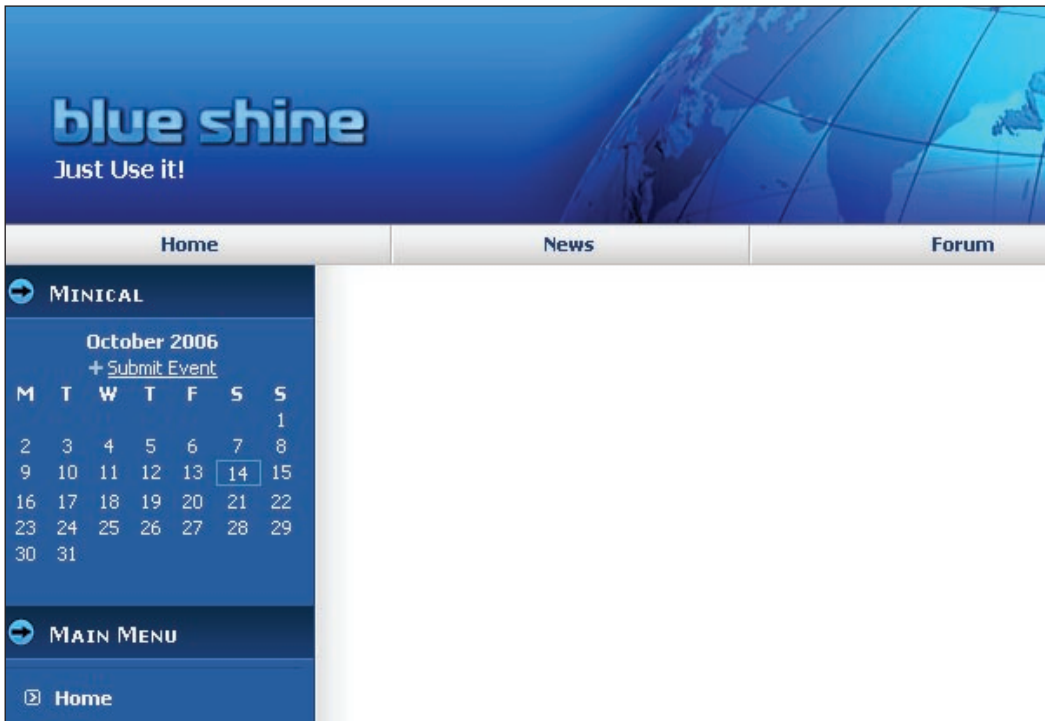 blue shine
Just Use it!
Home News Forum
MINICAL
October 2006
+ Submit Event
M T W T F S S
1
2 3 4 5 6 7 8
9 10 11 12 13 14 15
16 17 18 19 20 21 22
23 24 25 26 27 28 29
30 31
MAIN MENU
Home